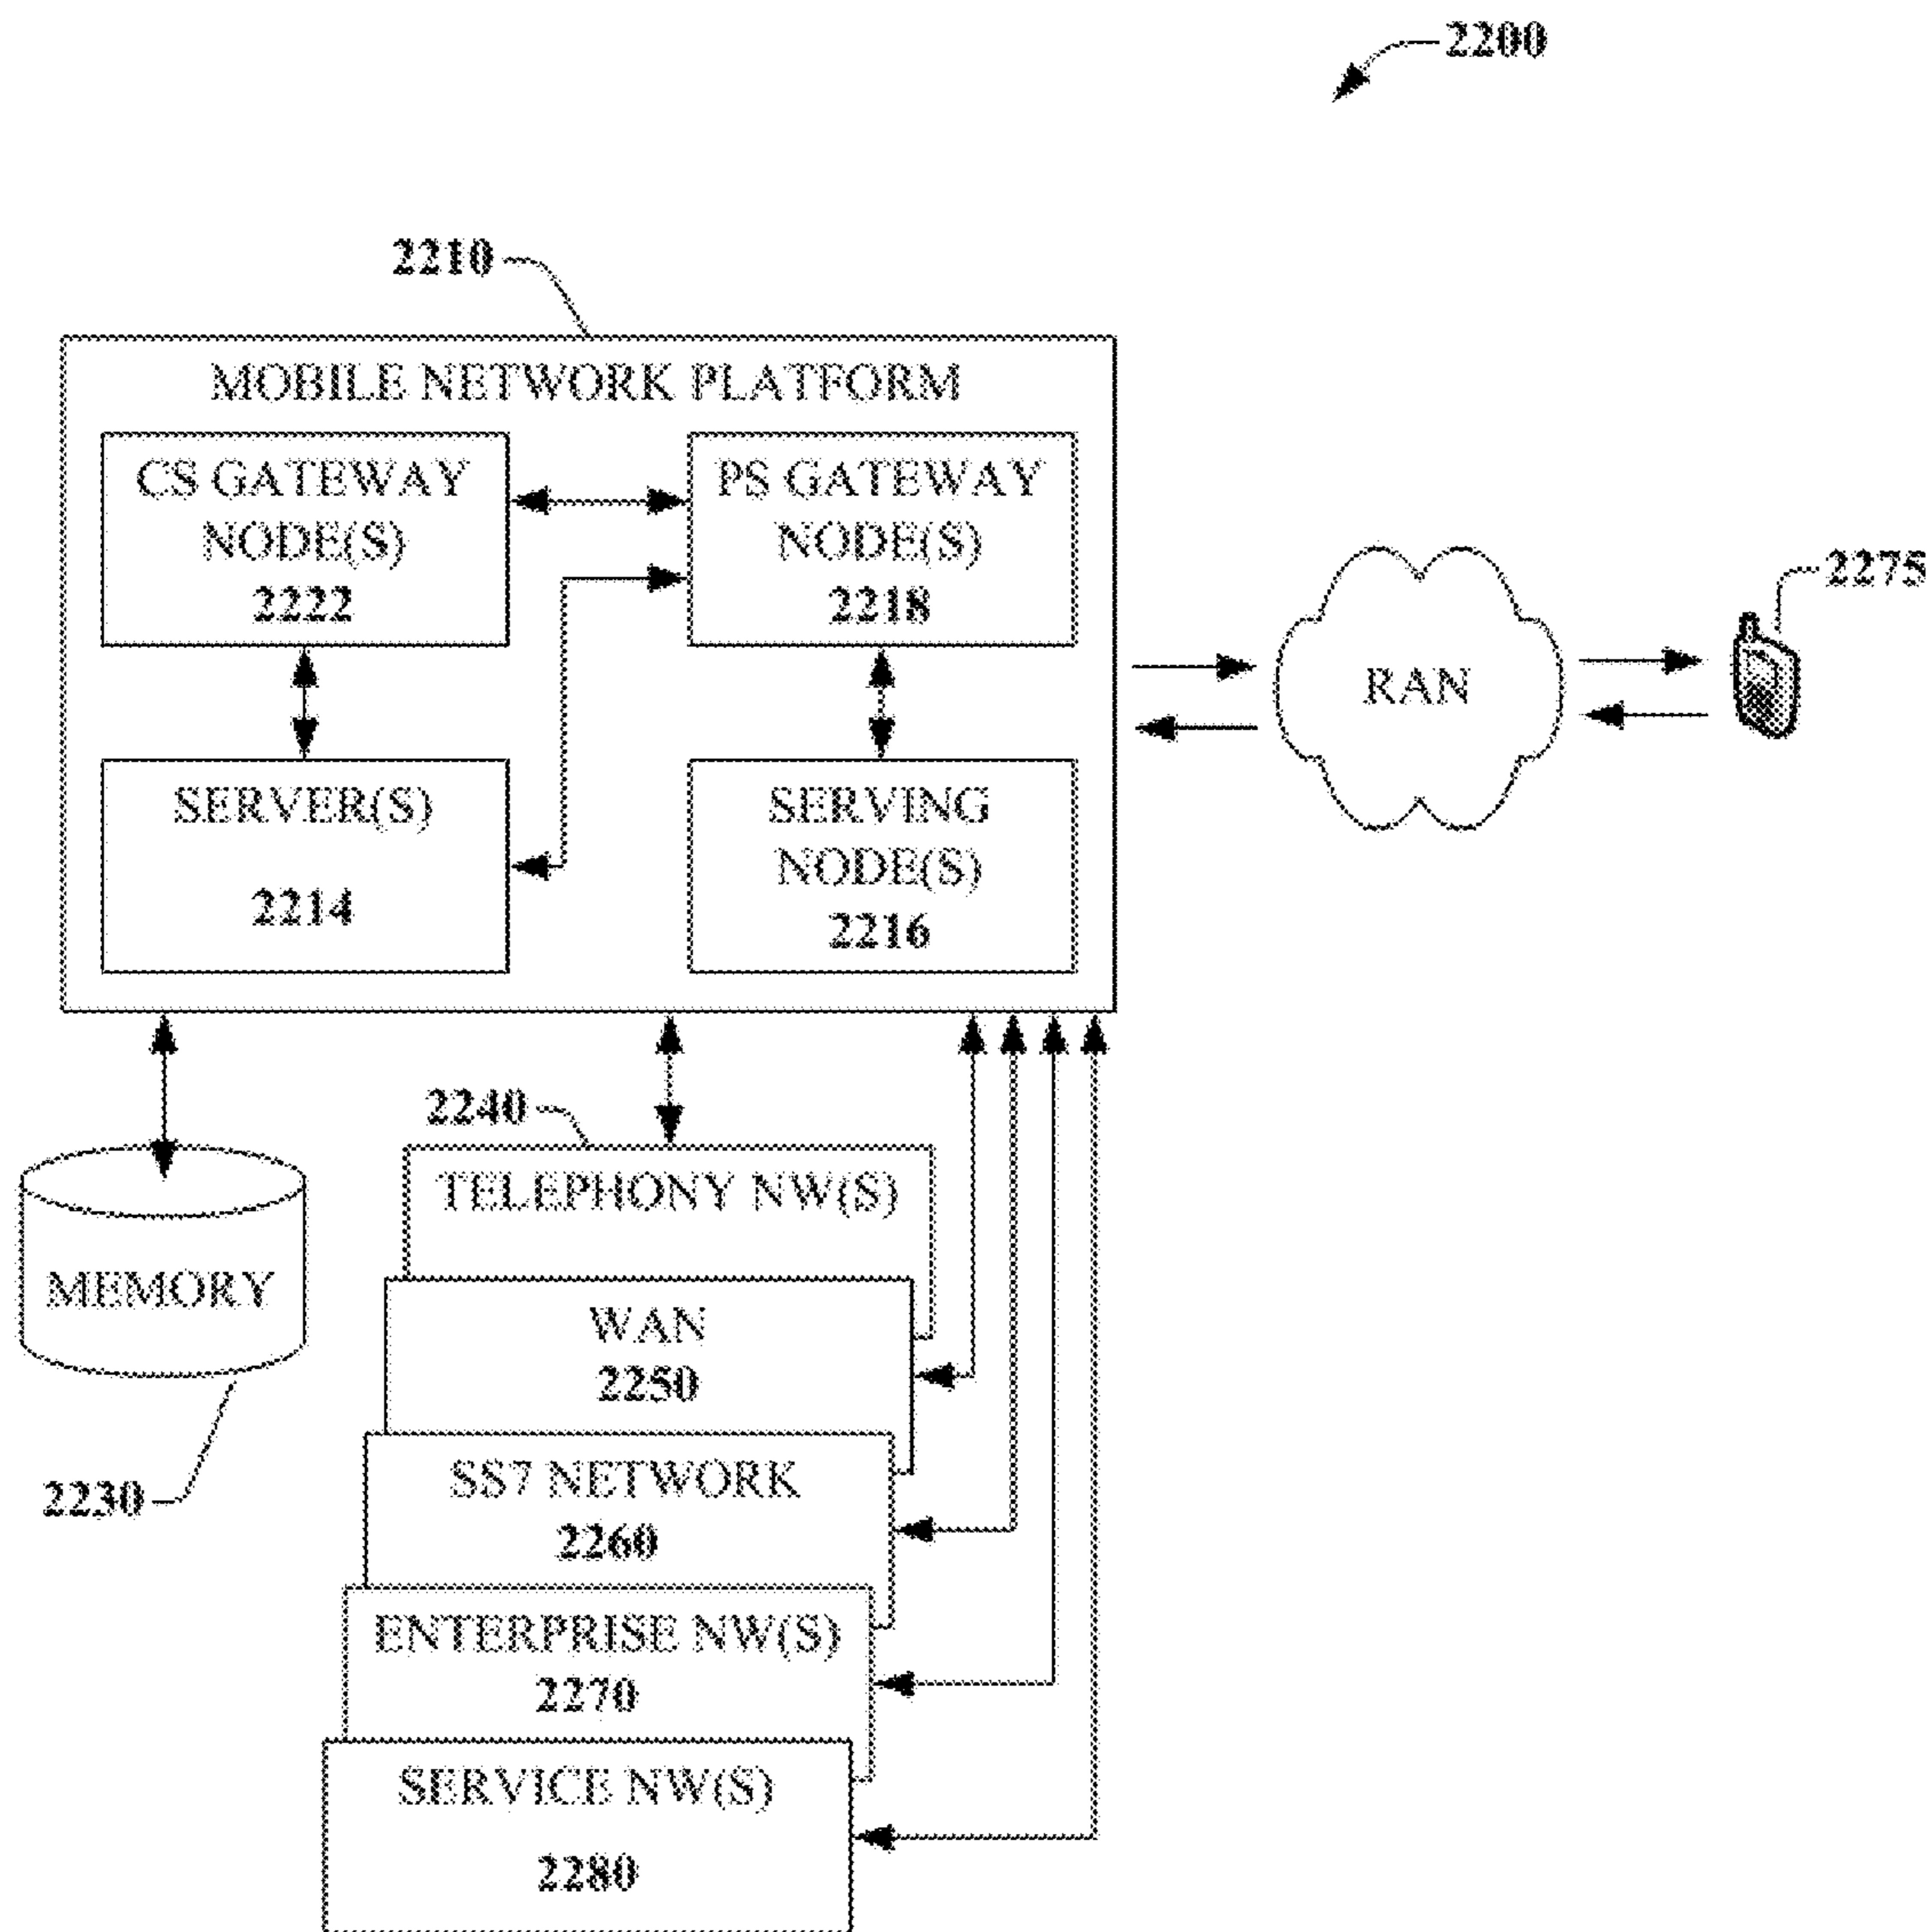 2200
2210
MOBILE NETWORK PLATFORM
CS GATEWAY
NODE(S)
2222
PS GATEWAY
NODE(S)
2218
SERVER(S)
2214
SERVING
NODE(S)
2216
RAN
2275
2240
TELEPHONY NW(S)
MEMORY
2230
WAN
2250
SS7 NETWORK
2260
ENTERPRISE NW(S)
2270
SERVICE NW(S)
2280